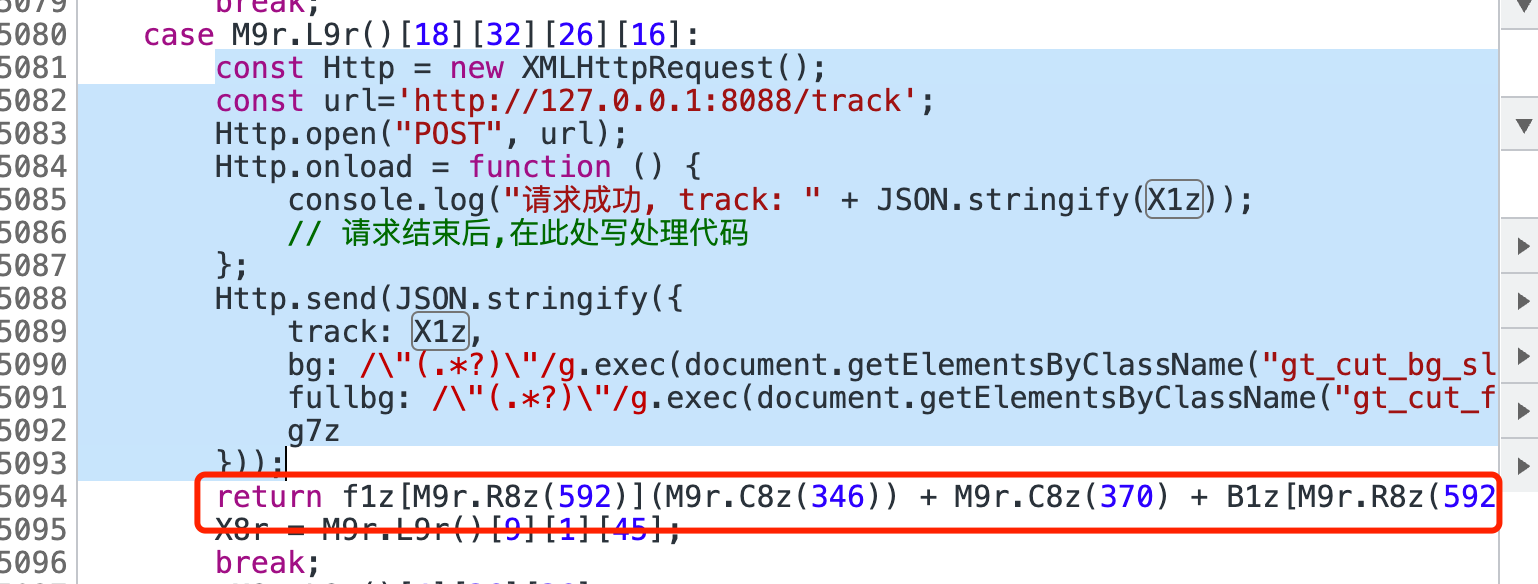 5079 break;
5080 case M9r.L9r()[18][32][26][16]:
5081 const Http = new XMLHttpRequest();
5082 const url='http://127.0.0.1:8088/track';
5083 Http.open("POST", url);
5084 Http.onload = function () {
5085 console.log("请求成功, track: " + JSON.stringify(X1z));
5086 // 请求结束后,在此处写处理代码
5087 };
5088 Http.send(JSON.stringify({
5089 track: X1z,
5090 bg: /\"(.*?)\"/g.exec(document.getElementsByClassName("gt_cut_bg_sl
5091 fullbg: /\"(.*?)\"/g.exec(document.getElementsByClassName("gt_cut_f
5092 g7z
5093 }));
5094 return f1z[M9r.R8z(592)](M9r.C8z(346)) + M9r.C8z(370) + B1z[M9r.R8z(592
5095 X8r = M9r.L9r()[9][1][45];
5096 break;